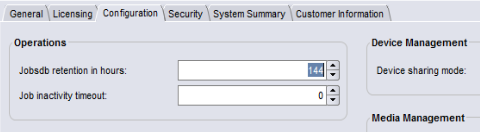 General Licensing Configuration Security System Summary Customer Information
Operations
Jobsdb retention in hours: 144
Job inactivity timeout: 0
Device Management
Device sharing mode:
Media Management